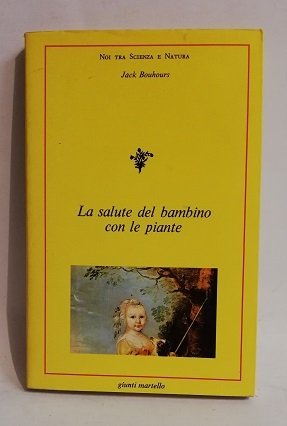 Noi tra Scienza e Natura
Jack Bouhours
La salute del bambino
con le piante
giunti martello